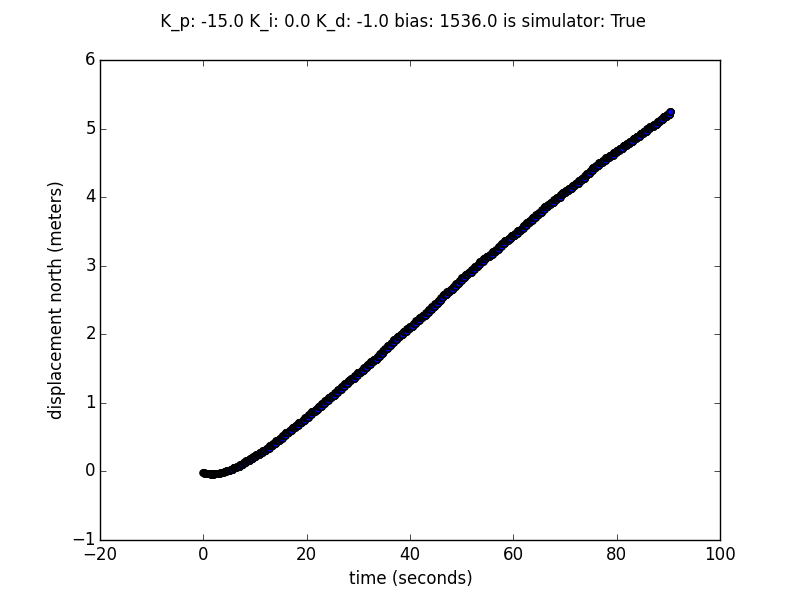 K_p: -15.0 K_i: 0.0 K_d: -1.0 bias: 1536.0 is simulator: True
6
5
4
3
2
1
0
−1
displacement north (meters)
−20 0 20 40 60 80 100
time (seconds)